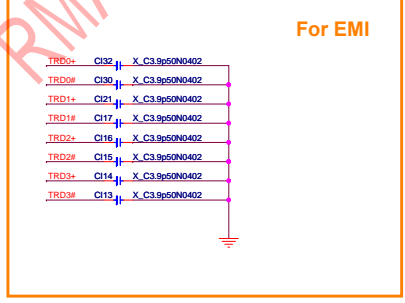 For EMI
TRD0+ CI32 X_C3.9p50N0402
TRD0# CI30 X_C3.9p50N0402
TRD1+ CI21 X_C3.9p50N0402
TRD1# CI17 X_C3.9p50N0402
TRD2+ CI16 X_C3.9p50N0402
TRD2# CI15 X_C3.9p50N0402
TRD3+ CI14 X_C3.9p50N0402
TRD3# CI13 X_C3.9p50N0402